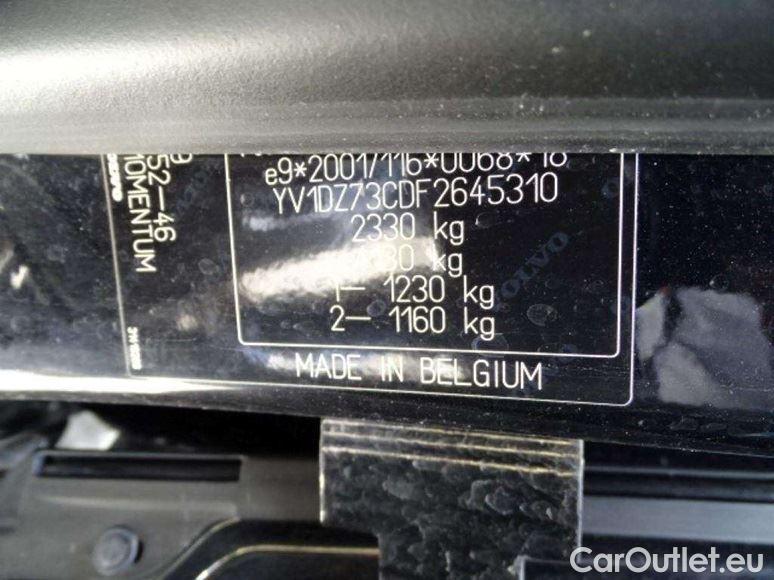 e9*2001/116*0068*18
YV1DZ73CDF2645310
2330 kg
kg
1– 1230 kg
2– 1160 kg
MADE IN BELGIUM
52–46
MOMENTUM
VOLVO
CarOutlet.eu